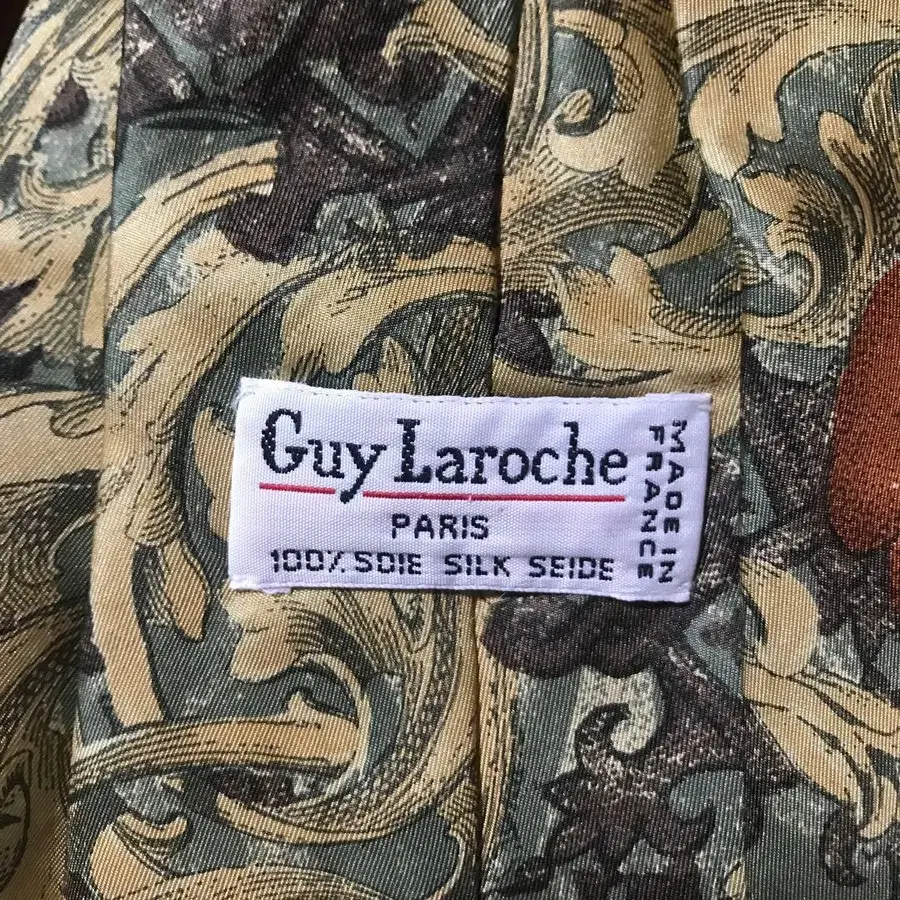 Guy Laroche
PARIS
100% SOIE SILK SEIDE
MADE IN
FRANCE